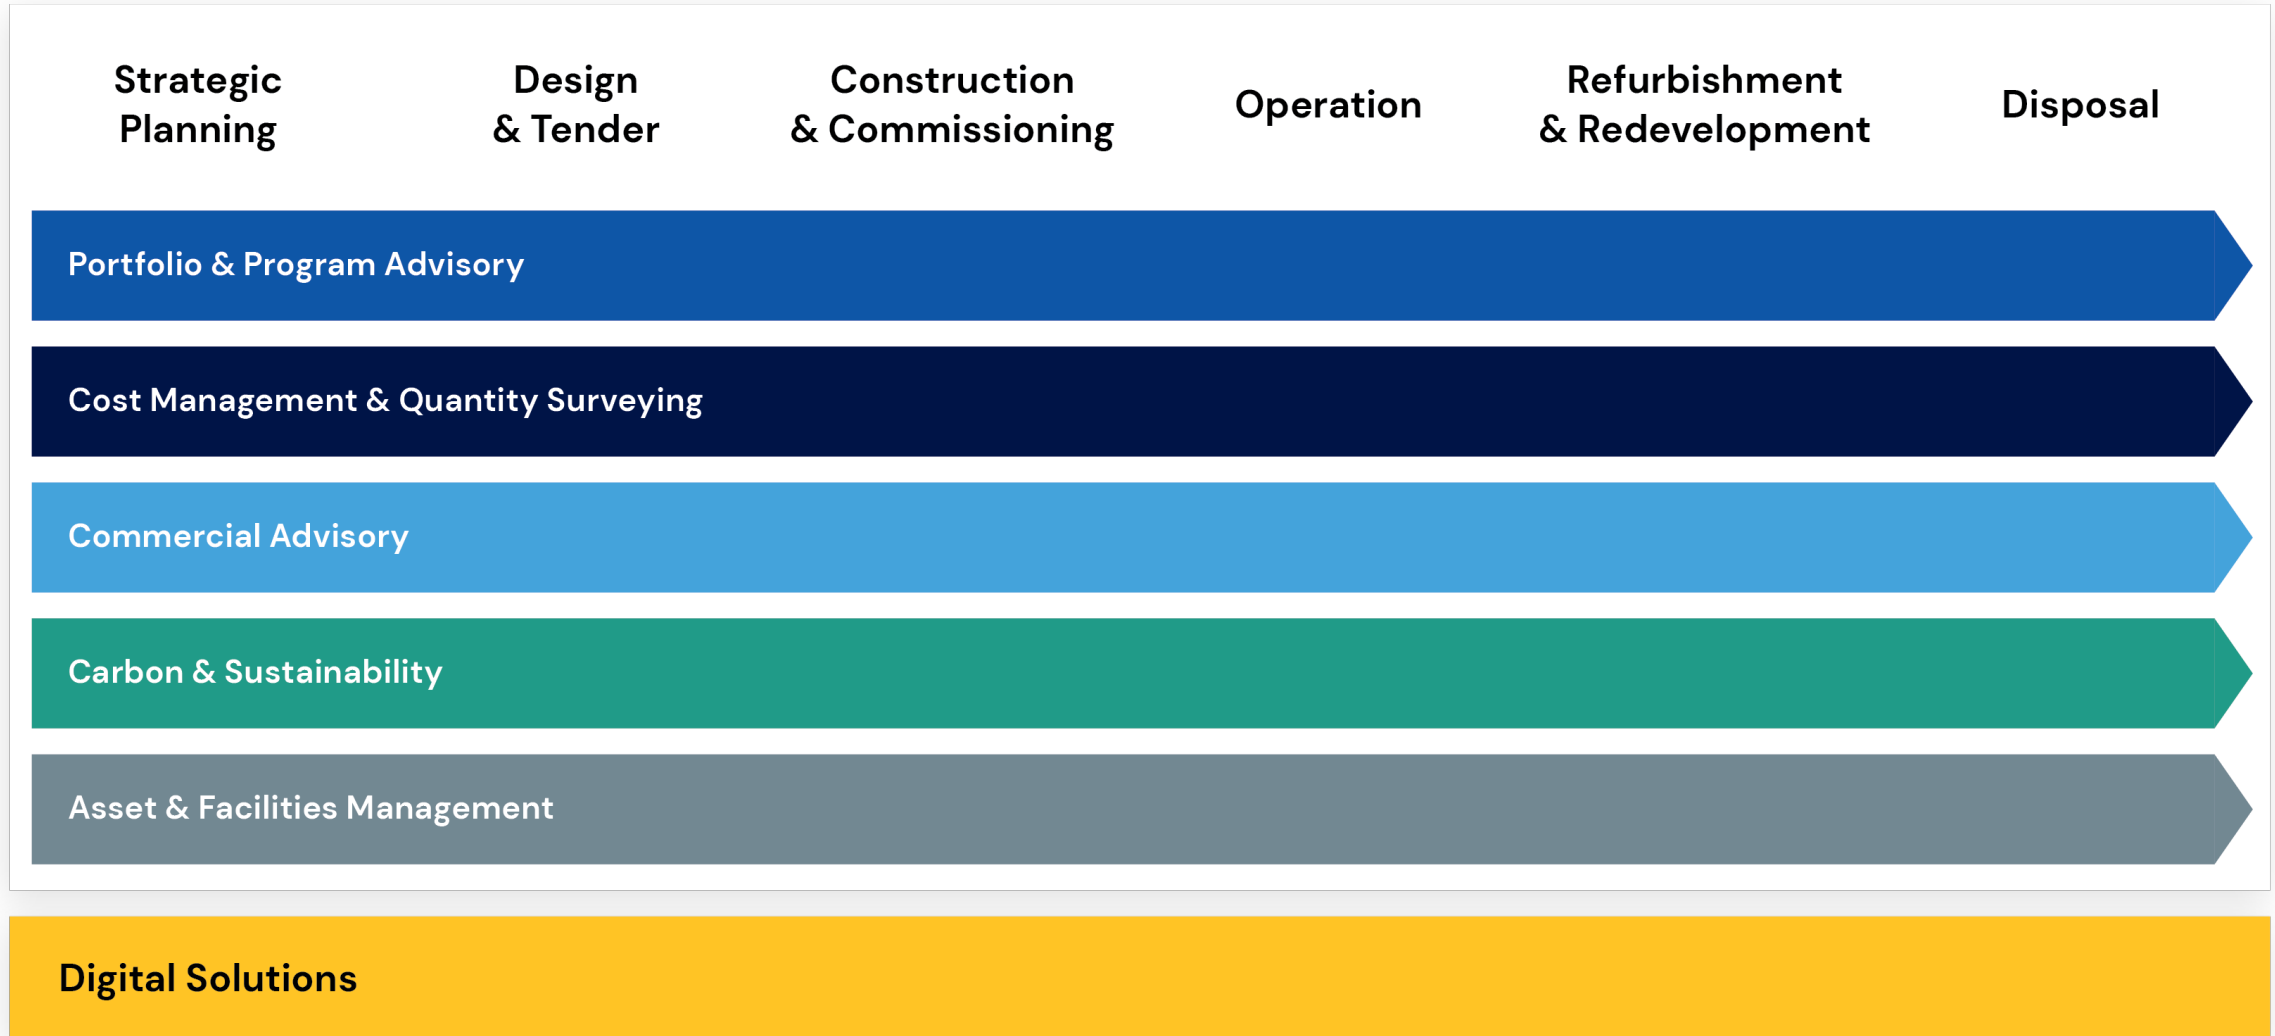 Strategic
Planning
Design
& Tender
Construction
& Commissioning
Operation
Refurbishment
& Redevelopment
Disposal
Portfolio & Program Advisory
Cost Management & Quantity Surveying
Commercial Advisory
Carbon & Sustainability
Asset & Facilities Management
Digital Solutions